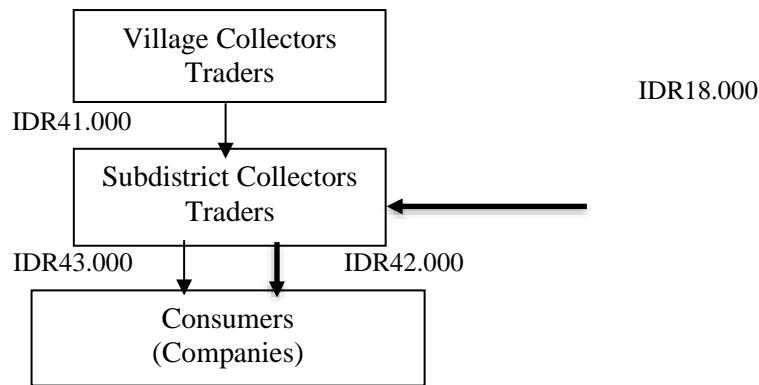 Village Collectors
Traders
IDR18.000
IDR41.000
Subdistrict Collectors
Traders
IDR43.000
IDR42.000
Consumers
(Companies)